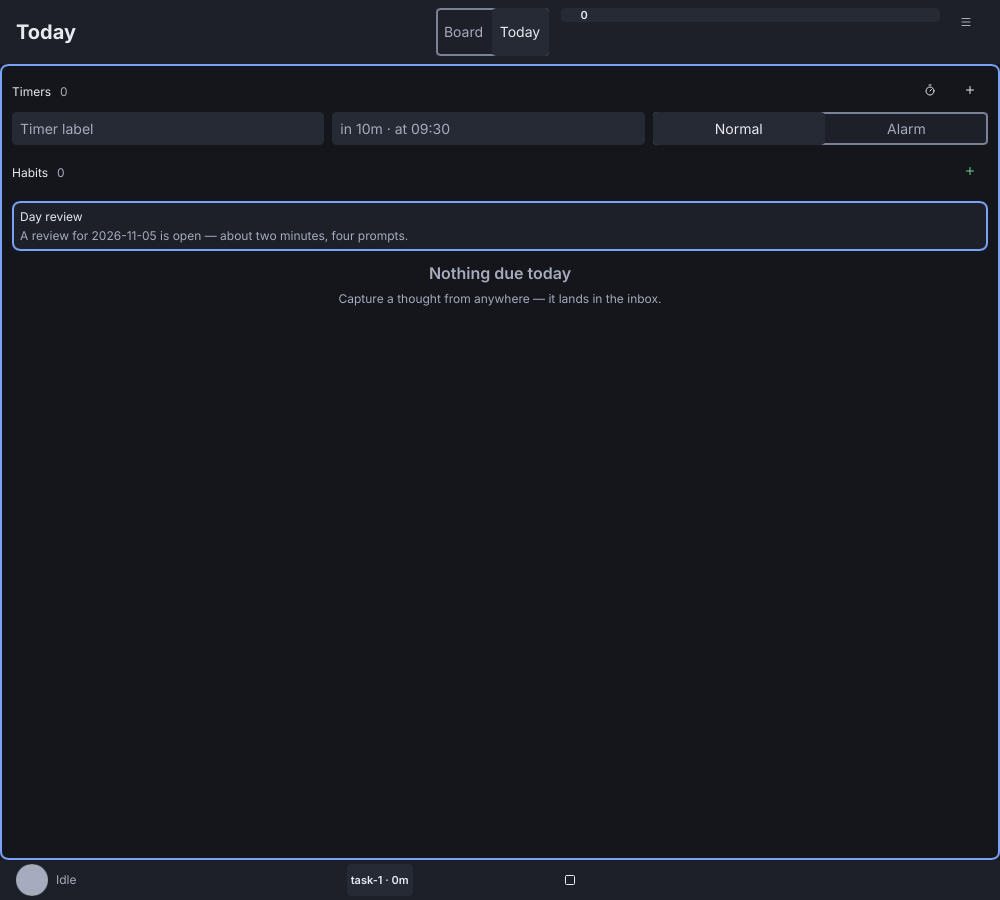 Today
Board
Today
0
Timers 0
Timer label
in 10m · at 09:30
Normal
Alarm
Habits 0
Day review
A review for 2026-11-05 is open — about two minutes, four prompts.
Nothing due today
Capture a thought from anywhere — it lands in the inbox.
Idle
task-1 · 0m